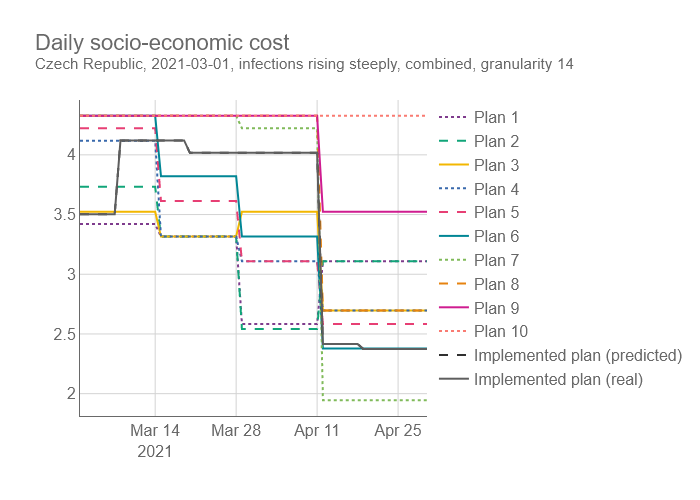 Daily socio-economic cost
Czech Republic, 2021-03-01, infections rising steeply, combined, granularity 14
4
3.5
3
2.5
2
Mar 14
2021
Mar 28
Apr 11
Apr 25
Plan 1
Plan 2
Plan 3
Plan 4
Plan 5
Plan 6
Plan 7
Plan 8
Plan 9
Plan 10
Implemented plan (predicted)
Implemented plan (real)